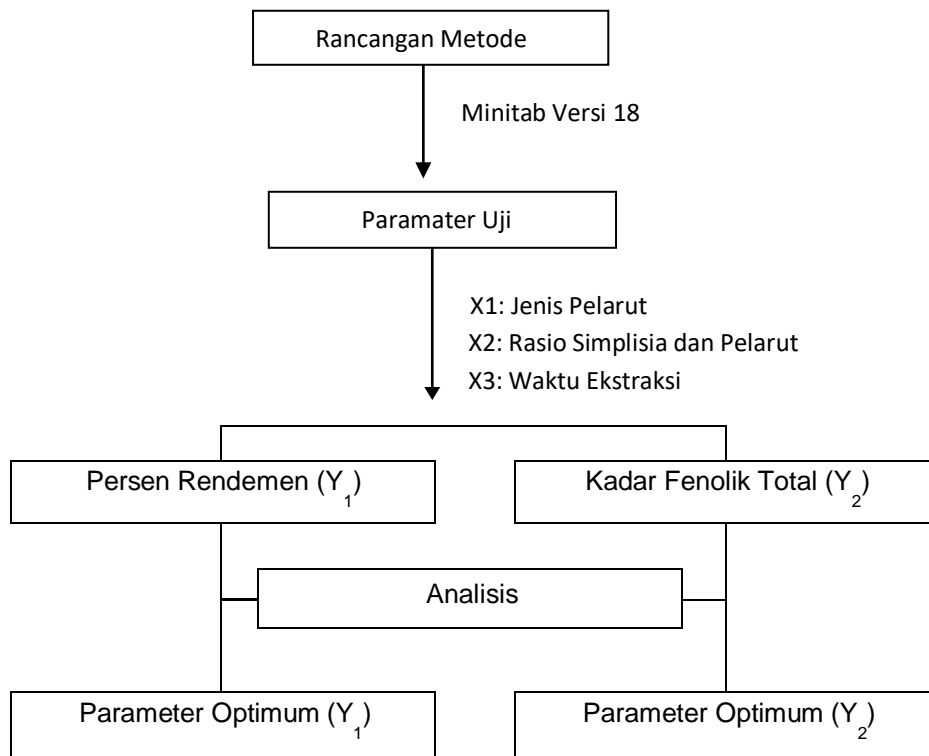 Rancangan Metode
Minitab Versi 18
Paramater Uji
X1: Jenis Pelarut
X2: Rasio Simplisia dan Pelarut
X3: Waktu Ekstraksi
Persen Rendemen (Y₁)
Kadar Fenolik Total (Y₂)
Analisis
Parameter Optimum (Y₁)
Parameter Optimum (Y₂)